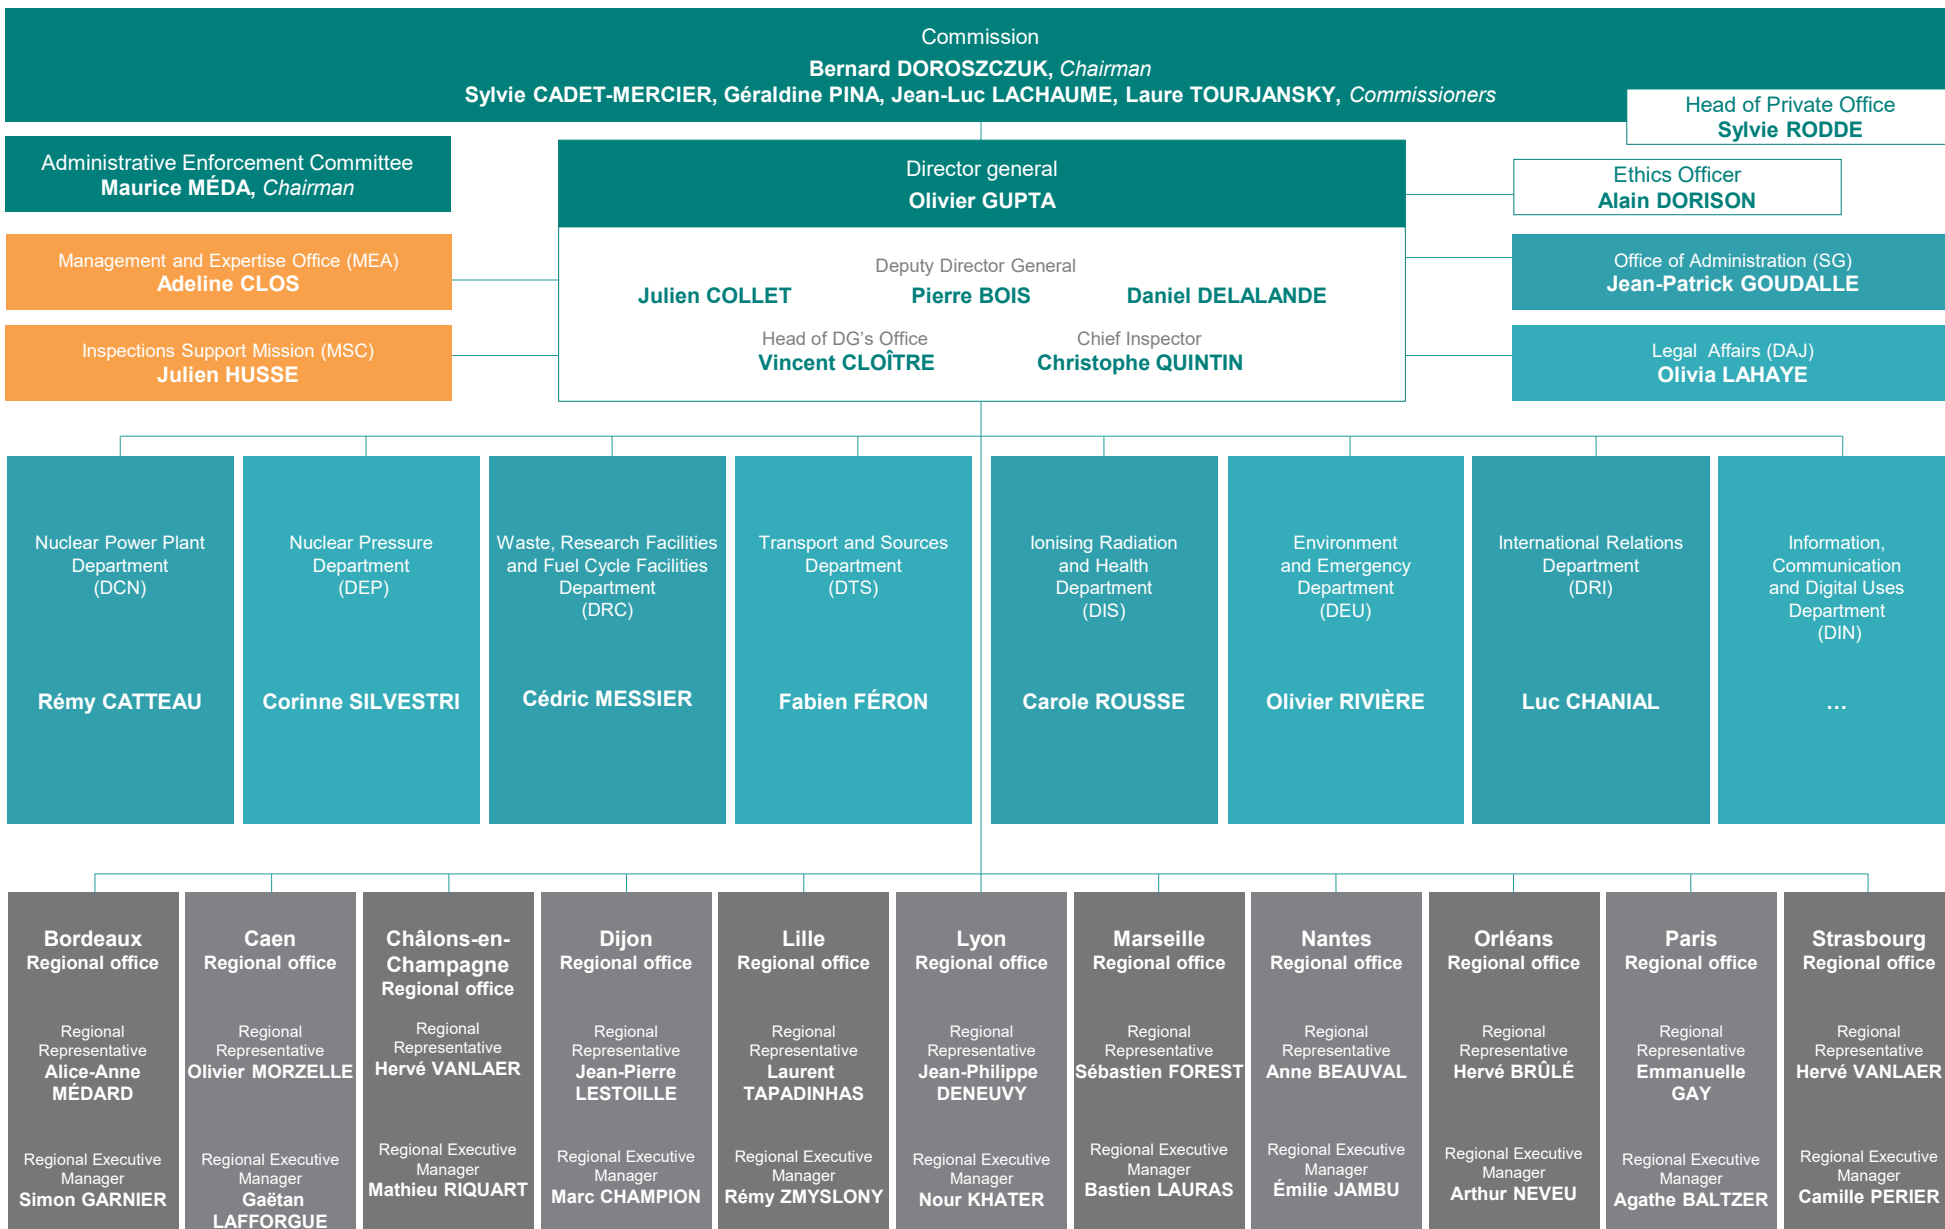 Commission
Bernard DOROSZCZUK, Chairman
Sylvie CADET-MERCIER, Géraldine PINA, Jean-Luc LACHAUME, Laure TOURJANSKY, Commissioners
Head of Private Office
Sylvie RODDE
Administrative Enforcement Committee
Maurice MÉDA, Chairman
Director general
Olivier GUPTA
Ethics Officer
Alain DORISON
Management and Expertise Office (MEA)
Adeline CLOS
Deputy Director General
Julien COLLET
Pierre BOIS
Daniel DELALANDE
Office of Administration (SG)
Jean-Patrick GOUDALLE
Inspections Support Mission (MSC)
Julien HUSSE
Head of DG's Office
Vincent CLOÎTRE
Chief Inspector
Christophe QUINTIN
Legal Affairs (DAJ)
Olivia LAHAYE
Nuclear Power Plant
Department
(DCN)
Rémy CATTEAU
Nuclear Pressure
Department
(DEP)
Corinne SILVESTRI
Waste, Research Facilities
and Fuel Cycle Facilities
Department
(DRC)
Cédric MESSIER
Transport and Sources
Department
(DTS)
Fabien FÉRON
Ionising Radiation
and Health
Department
(DIS)
Carole ROUSSE
Environment
and Emergency
Department
(DEU)
Olivier RIVIÈRE
International Relations
Department
(DRI)
Luc CHANIAL
Information,
Communication
and Digital Uses
Department
(DIN)
…
Bordeaux
Regional office
Regional
Representative
Alice-Anne
MÉDARD
Regional Executive
Manager
Simon GARNIER
Caen
Regional office
Regional
Representative
Olivier MORZELLE
Regional Executive
Manager
Gaëtan
LAFFORGUE
Châlons-en-
Champagne
Regional office
Regional
Representative
Hervé VANLAER
Regional Executive
Manager
Mathieu RIQUART
Dijon
Regional office
Regional
Representative
Jean-Pierre
LESTOILLE
Regional Executive
Manager
Marc CHAMPION
Lille
Regional office
Regional
Representative
Laurent
TAPADINHAS
Regional Executive
Manager
Rémy ZMYSLONY
Lyon
Regional office
Regional
Representative
Jean-Philippe
DENEUVY
Regional Executive
Manager
Nour KHATER
Marseille
Regional office
Regional
Representative
Sébastien FOREST
Regional Executive
Manager
Bastien LAURAS
Nantes
Regional office
Regional
Representative
Anne BEAUVAL
Regional Executive
Manager
Émilie JAMBU
Orléans
Regional office
Regional
Representative
Hervé BRÛLÉ
Regional Executive
Manager
Arthur NEVEU
Paris
Regional office
Regional
Representative
Emmanuelle
GAY
Regional Executive
Manager
Agathe BALTZER
Strasbourg
Regional office
Regional
Representative
Hervé VANLAER
Regional Executive
Manager
Camille PERIER